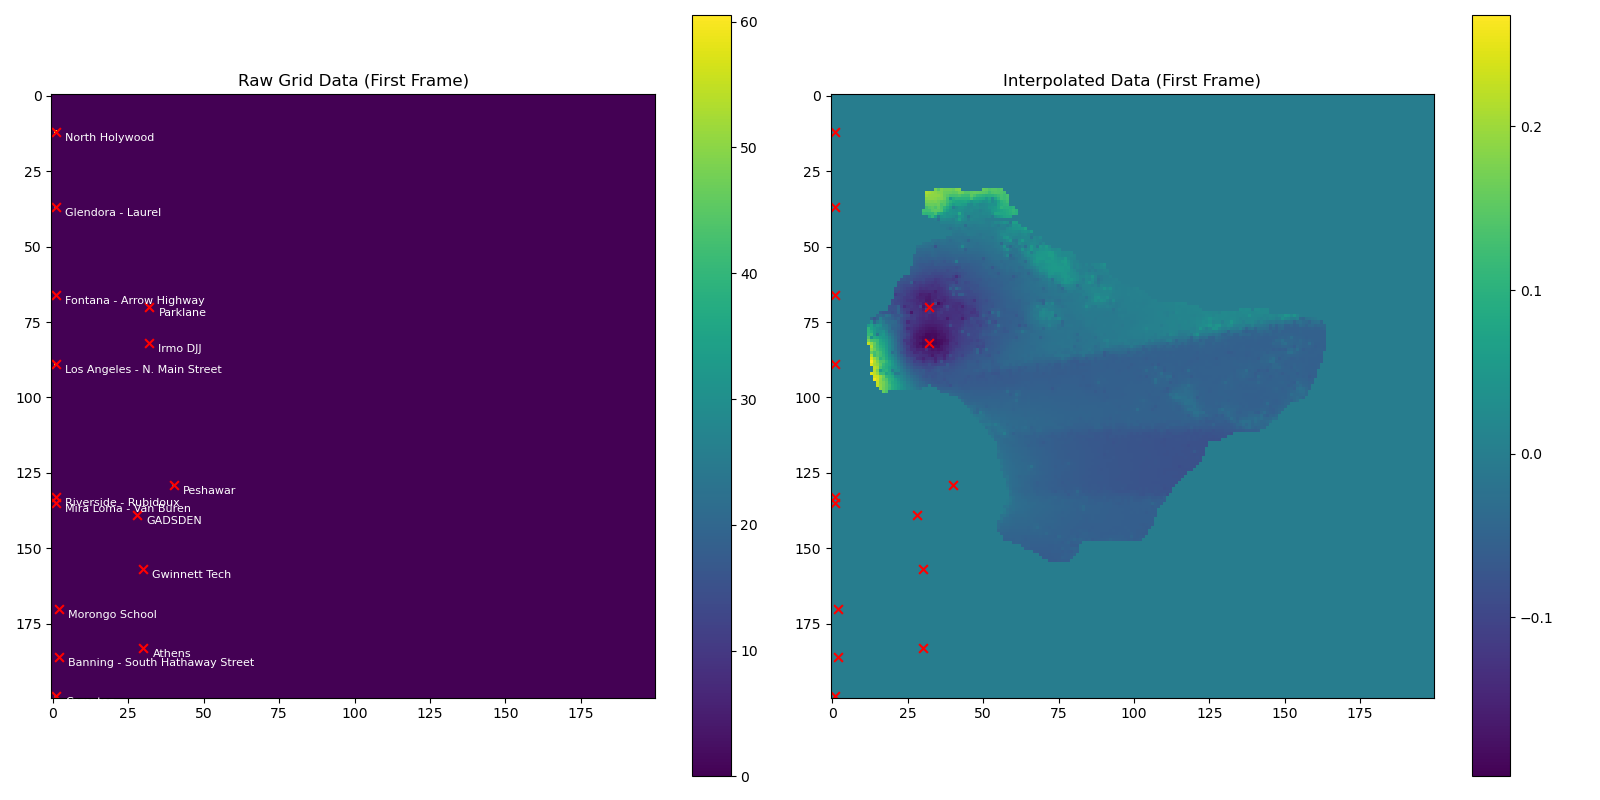 Raw Grid Data (First Frame)
0
25
50
75
100
125
150
175
0
25
50
75
100
125
150
175
North Holywood
Glendora - Laurel
Fontana - Arrow Highway
Parklane
Irmo DJJ
Los Angeles - N. Main Street
Peshawar
Riverside - Rubidoux
Mira Loma - Van Buren
GADSDEN
Gwinnett Tech
Morongo School
Athens
Banning - South Hathaway Street
60
50
40
30
20
10
0
Interpolated Data (First Frame)
0
25
50
75
100
125
150
175
0
25
50
75
100
125
150
175
0.2
0.1
0.0
−0.1